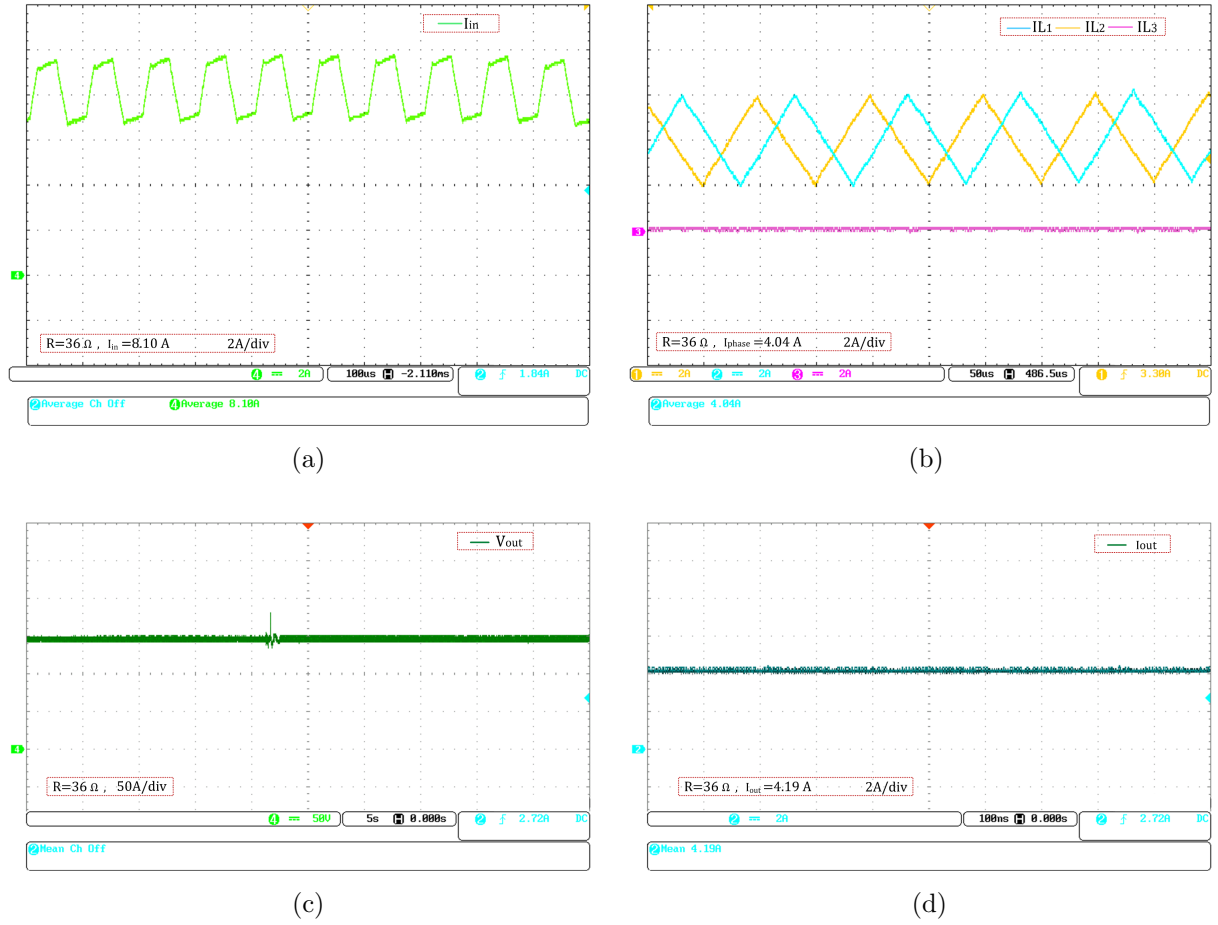 Iin
4
R=36 Ω , Iin=8.10 A 2A/div
4 2A 100us H -2.110ms 2 1.84A DC
2 Average Ch Off 4 Average 8.10A
(a)
IL1 IL2 IL3
3
R=36 Ω , Iphase=4.04 A 2A/div
1 2A 2 2A 3 2A 50us H 486.5us 1 3.30A DC
2 Average 4.04A
(b)
Vout
4
R=36 Ω , 50A/div
4 50V 5s H 0.000s 2 2.72A DC
2 Mean Ch Off
(c)
Iout
2
R=36 Ω , Iout=4.19 A 2A/div
2 2A 100ms H 0.000s 2 2.72A DC
2 Mean 4.19A
(d)